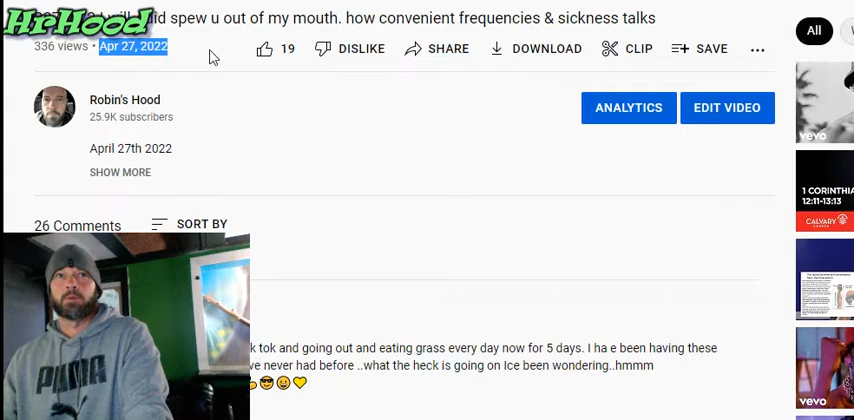 HrHood
I will spew u out of my mouth. how convenient frequencies & sickness talks
336 views • Apr 27, 2022
19
DISLIKE
SHARE
DOWNLOAD
CLIP
SAVE
All
Robin's Hood
25.9K subscribers
ANALYTICS
EDIT VIDEO
April 27th 2022
SHOW MORE
26 Comments
SORT BY
k tok and going out and eating grass every day now for 5 days. I ha e been having these
ve never had before ..what the heck is going on Ice been wondering..hmmm
PUMA
vevo
1 CORINTHIA
12:11-13:13
CALVARY
vevo